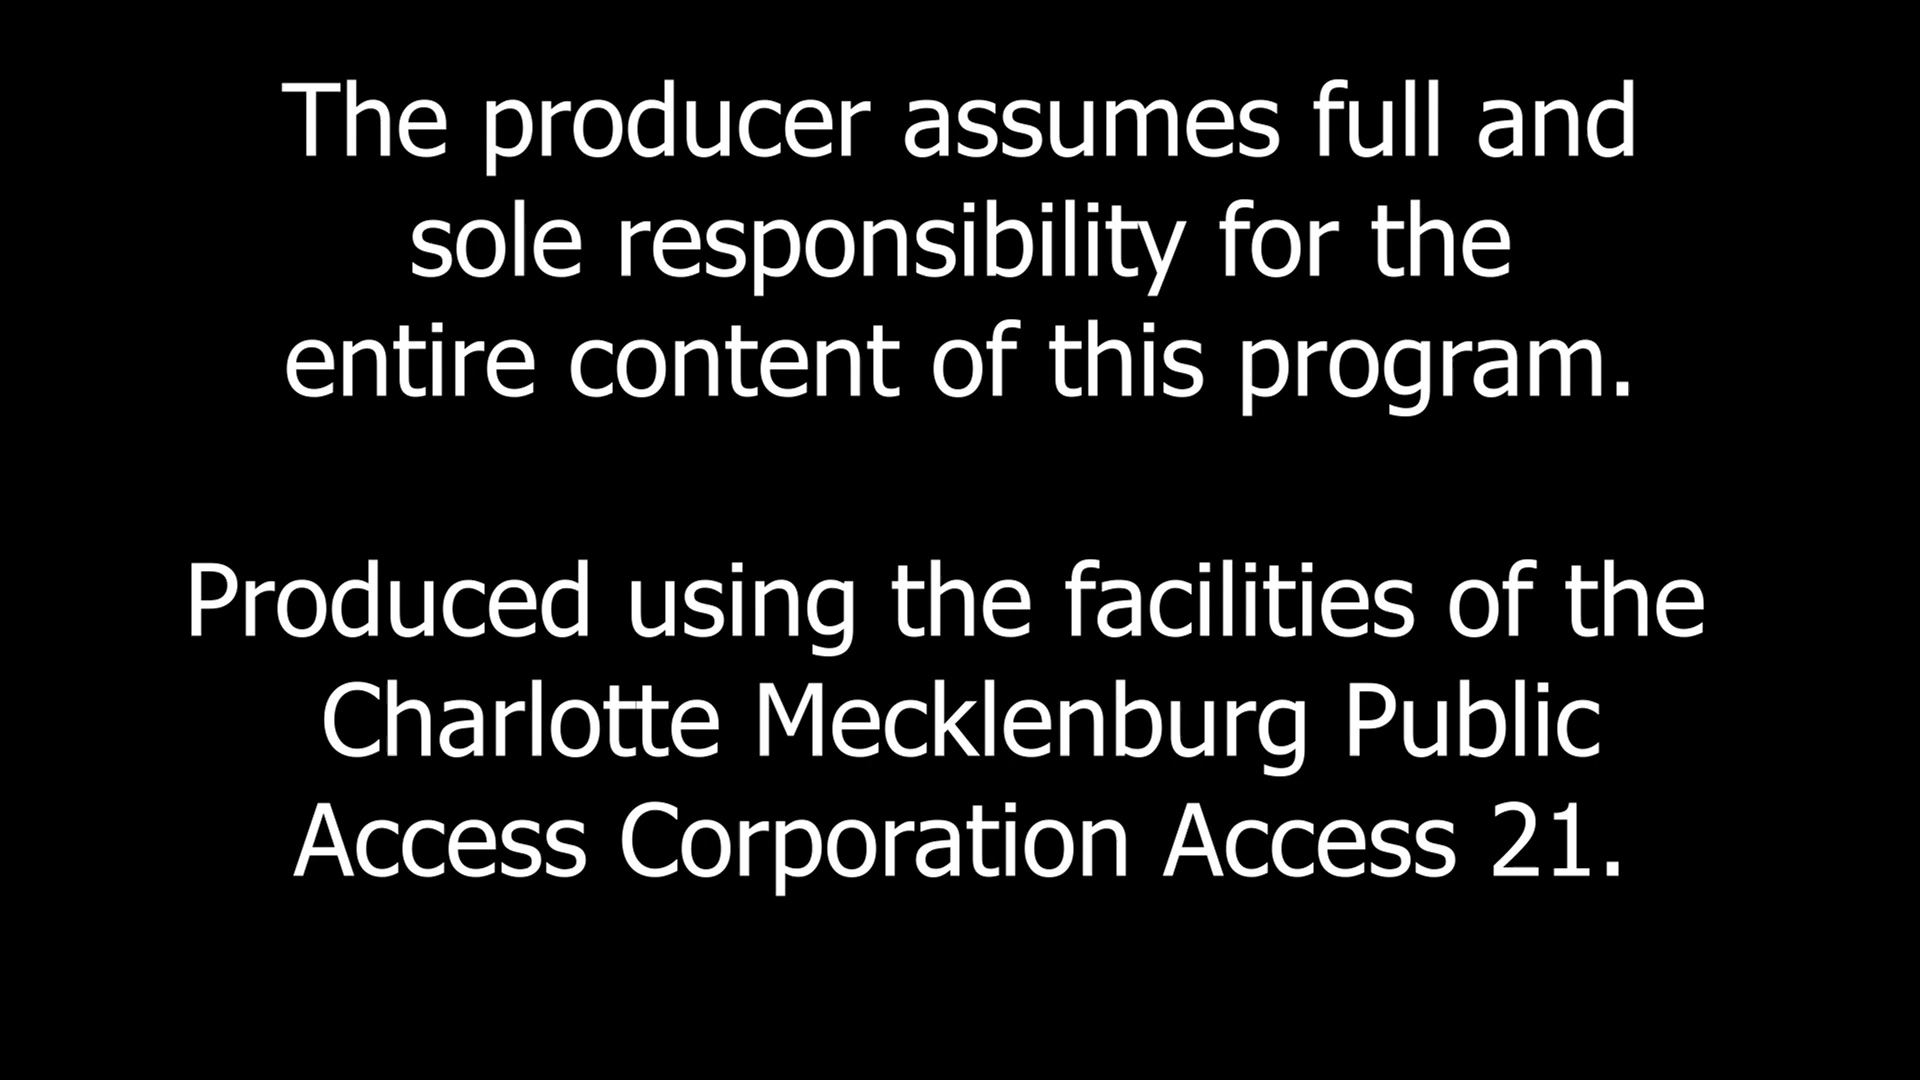 The producer assumes full and
sole responsibility for the
entire content of this program.
Produced using the facilities of the
Charlotte Mecklenburg Public
Access Corporation Access 21.